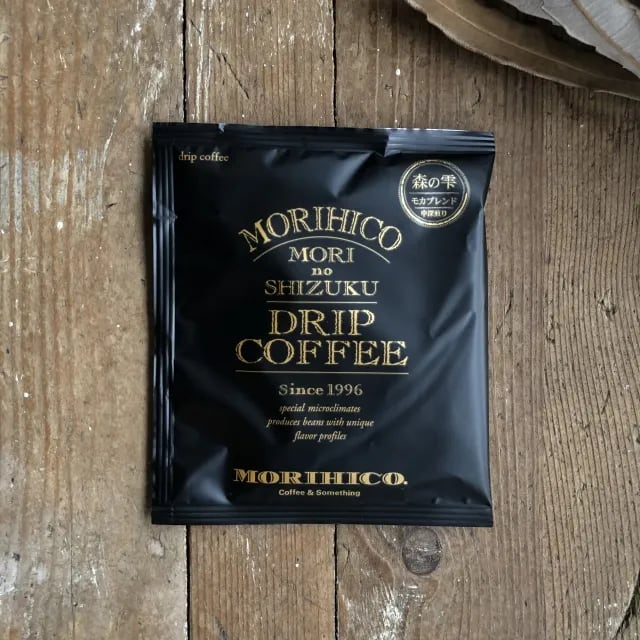 drip coffee
森の雫
モカブレンド
中深煎り
MORIHICO
MORI
no
SHIZUKU
DRIP
COFFEE
Since 1996
special microclimates
produces beans with unique
flavor profiles
MORIHICO.
Coffee & Something